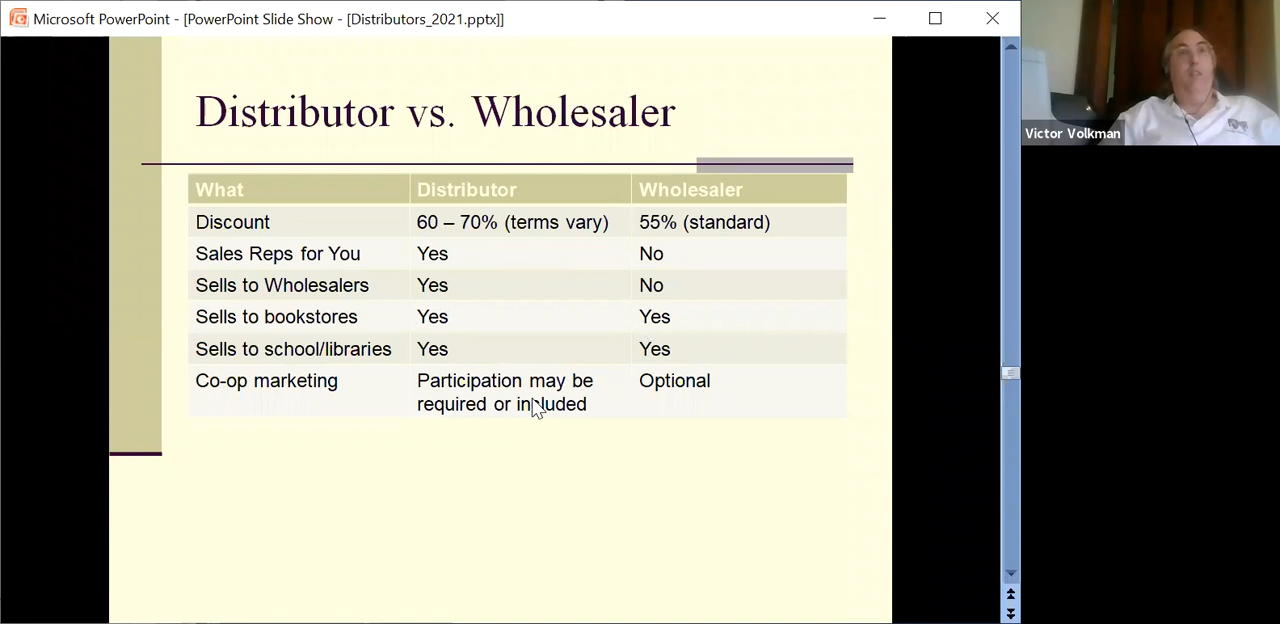 Microsoft PowerPoint - [PowerPoint Slide Show - [Distributors_2021.pptx]]
Distributor vs. Wholesaler
What Distributor Wholesaler
Discount 60 – 70% (terms vary) 55% (standard)
Sales Reps for You Yes No
Sells to Wholesalers Yes No
Sells to bookstores Yes Yes
Sells to school/libraries Yes Yes
Co-op marketing Participation may be Optional
required or included
Victor Volkman